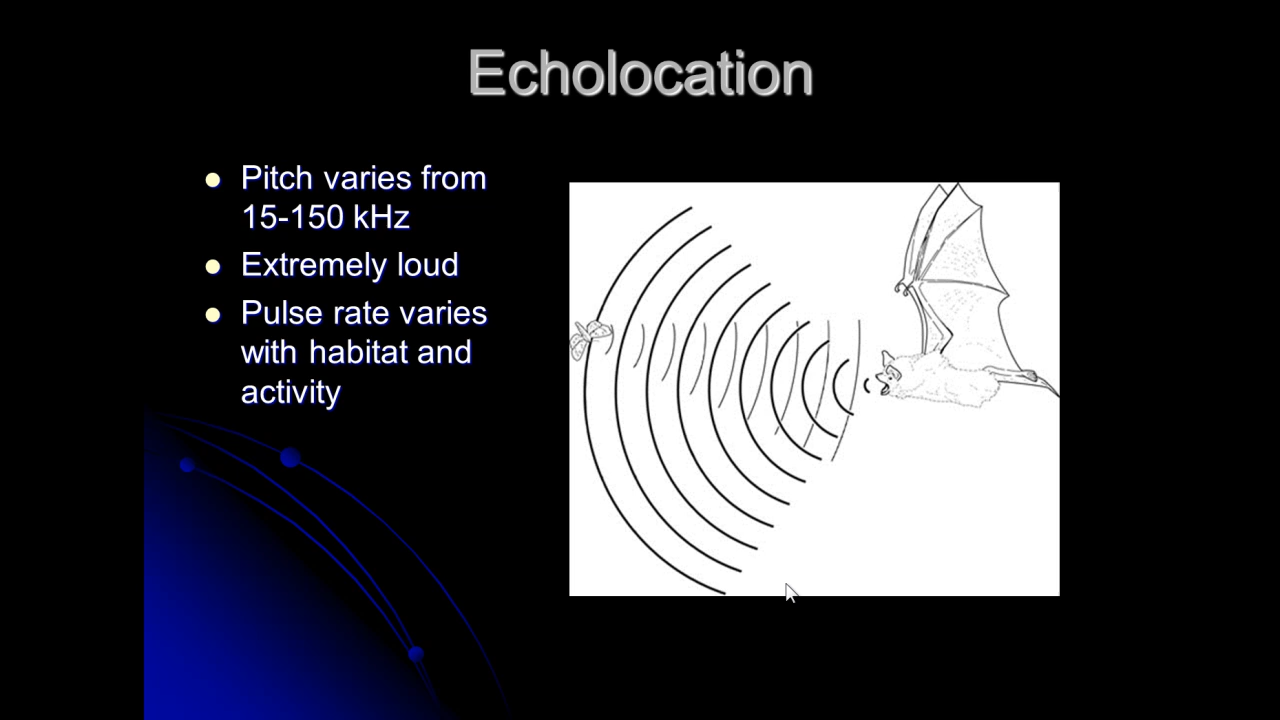 Echolocation
Pitch varies from
15-150 kHz
Extremely loud
Pulse rate varies
with habitat and
activity